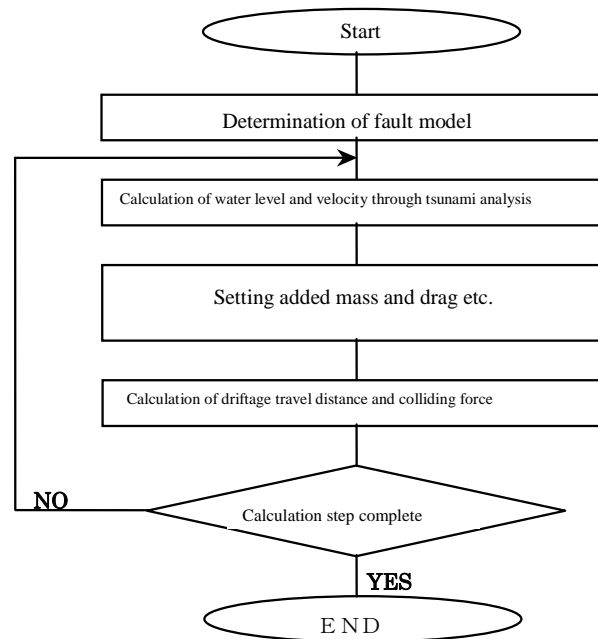 Start
Determination of fault model
Calculation of water level and velocity through tsunami analysis
Setting added mass and drag etc.
Calculation of driftage travel distance and colliding force
NO
Calculation step complete
YES
END